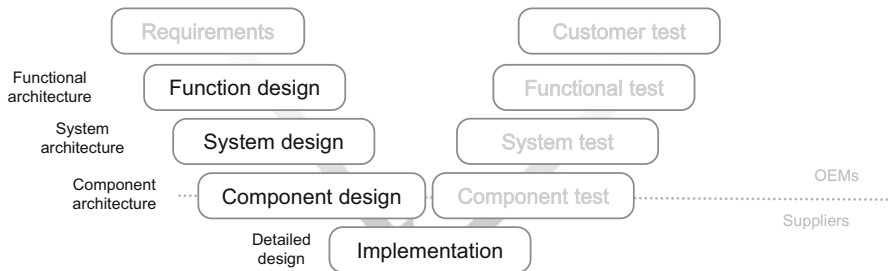 Requirements
Customer test
Functional
architecture
Function design
Functional test
System
architecture
System design
System test
Component
architecture
Component design
Component test
OEMs
Suppliers
Detailed
design
Implementation